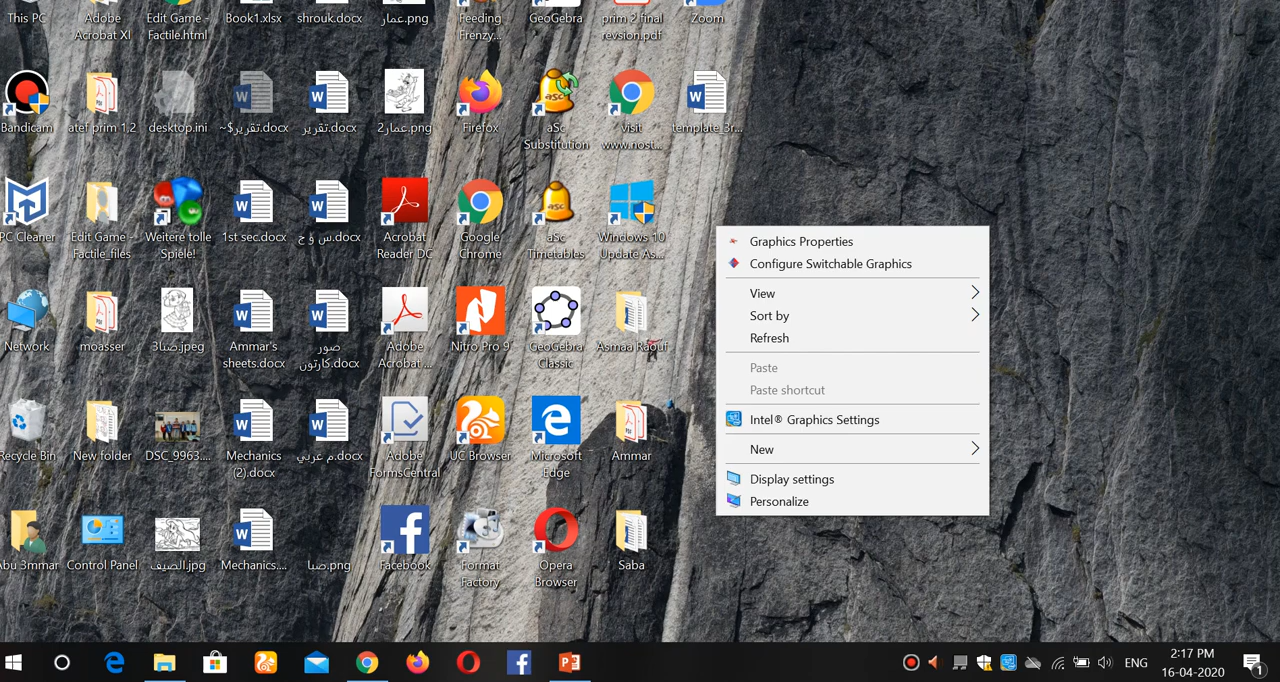 This PC
Adobe
Acrobat XI
Edit Game -
Factile.html
Book1.xlsx
shrouk.docx
عمار.png
Feeding
Frenzy...
GeoGebra
prim 2 final
revsion.pdf
Zoom
Bandicam
atef prim 1,2
desktop.ini
~$تقرير.docx
تقرير.docx
عمار2.png
Firefox
aSc
Substitution
visit
www.nost...
template_3r...
PC Cleaner
Edit Game -
Factile_files
Weitere tolle
Spiele!
1st sec.docx
س و ج.docx
Acrobat
Reader DC
Google
Chrome
aSc
Timetables
Windows 10
Update As...
Network
moasser
صنا3.jpeg
Ammar's
sheets.docx
صور
كارتون.docx
Adobe
Acrobat ...
Nitro Pro 9
GeoGebra
Classic
Asmaa Raouf
Recycle Bin
New folder
DSC_9963....
Mechanics
(2).docx
م عربي.docx
Adobe
FormsCentral
UC Browser
Microsoft
Edge
Ammar
Abu 3mmar
Control Panel
الصيف.jpg
Mechanics....
صبا.png
Facebook
Format
Factory
Opera
Browser
Saba
Graphics Properties
Configure Switchable Graphics
View
Sort by
Refresh
Paste
Paste shortcut
Intel® Graphics Settings
New
Display settings
Personalize
ENG
2:17 PM
16-04-2020
1